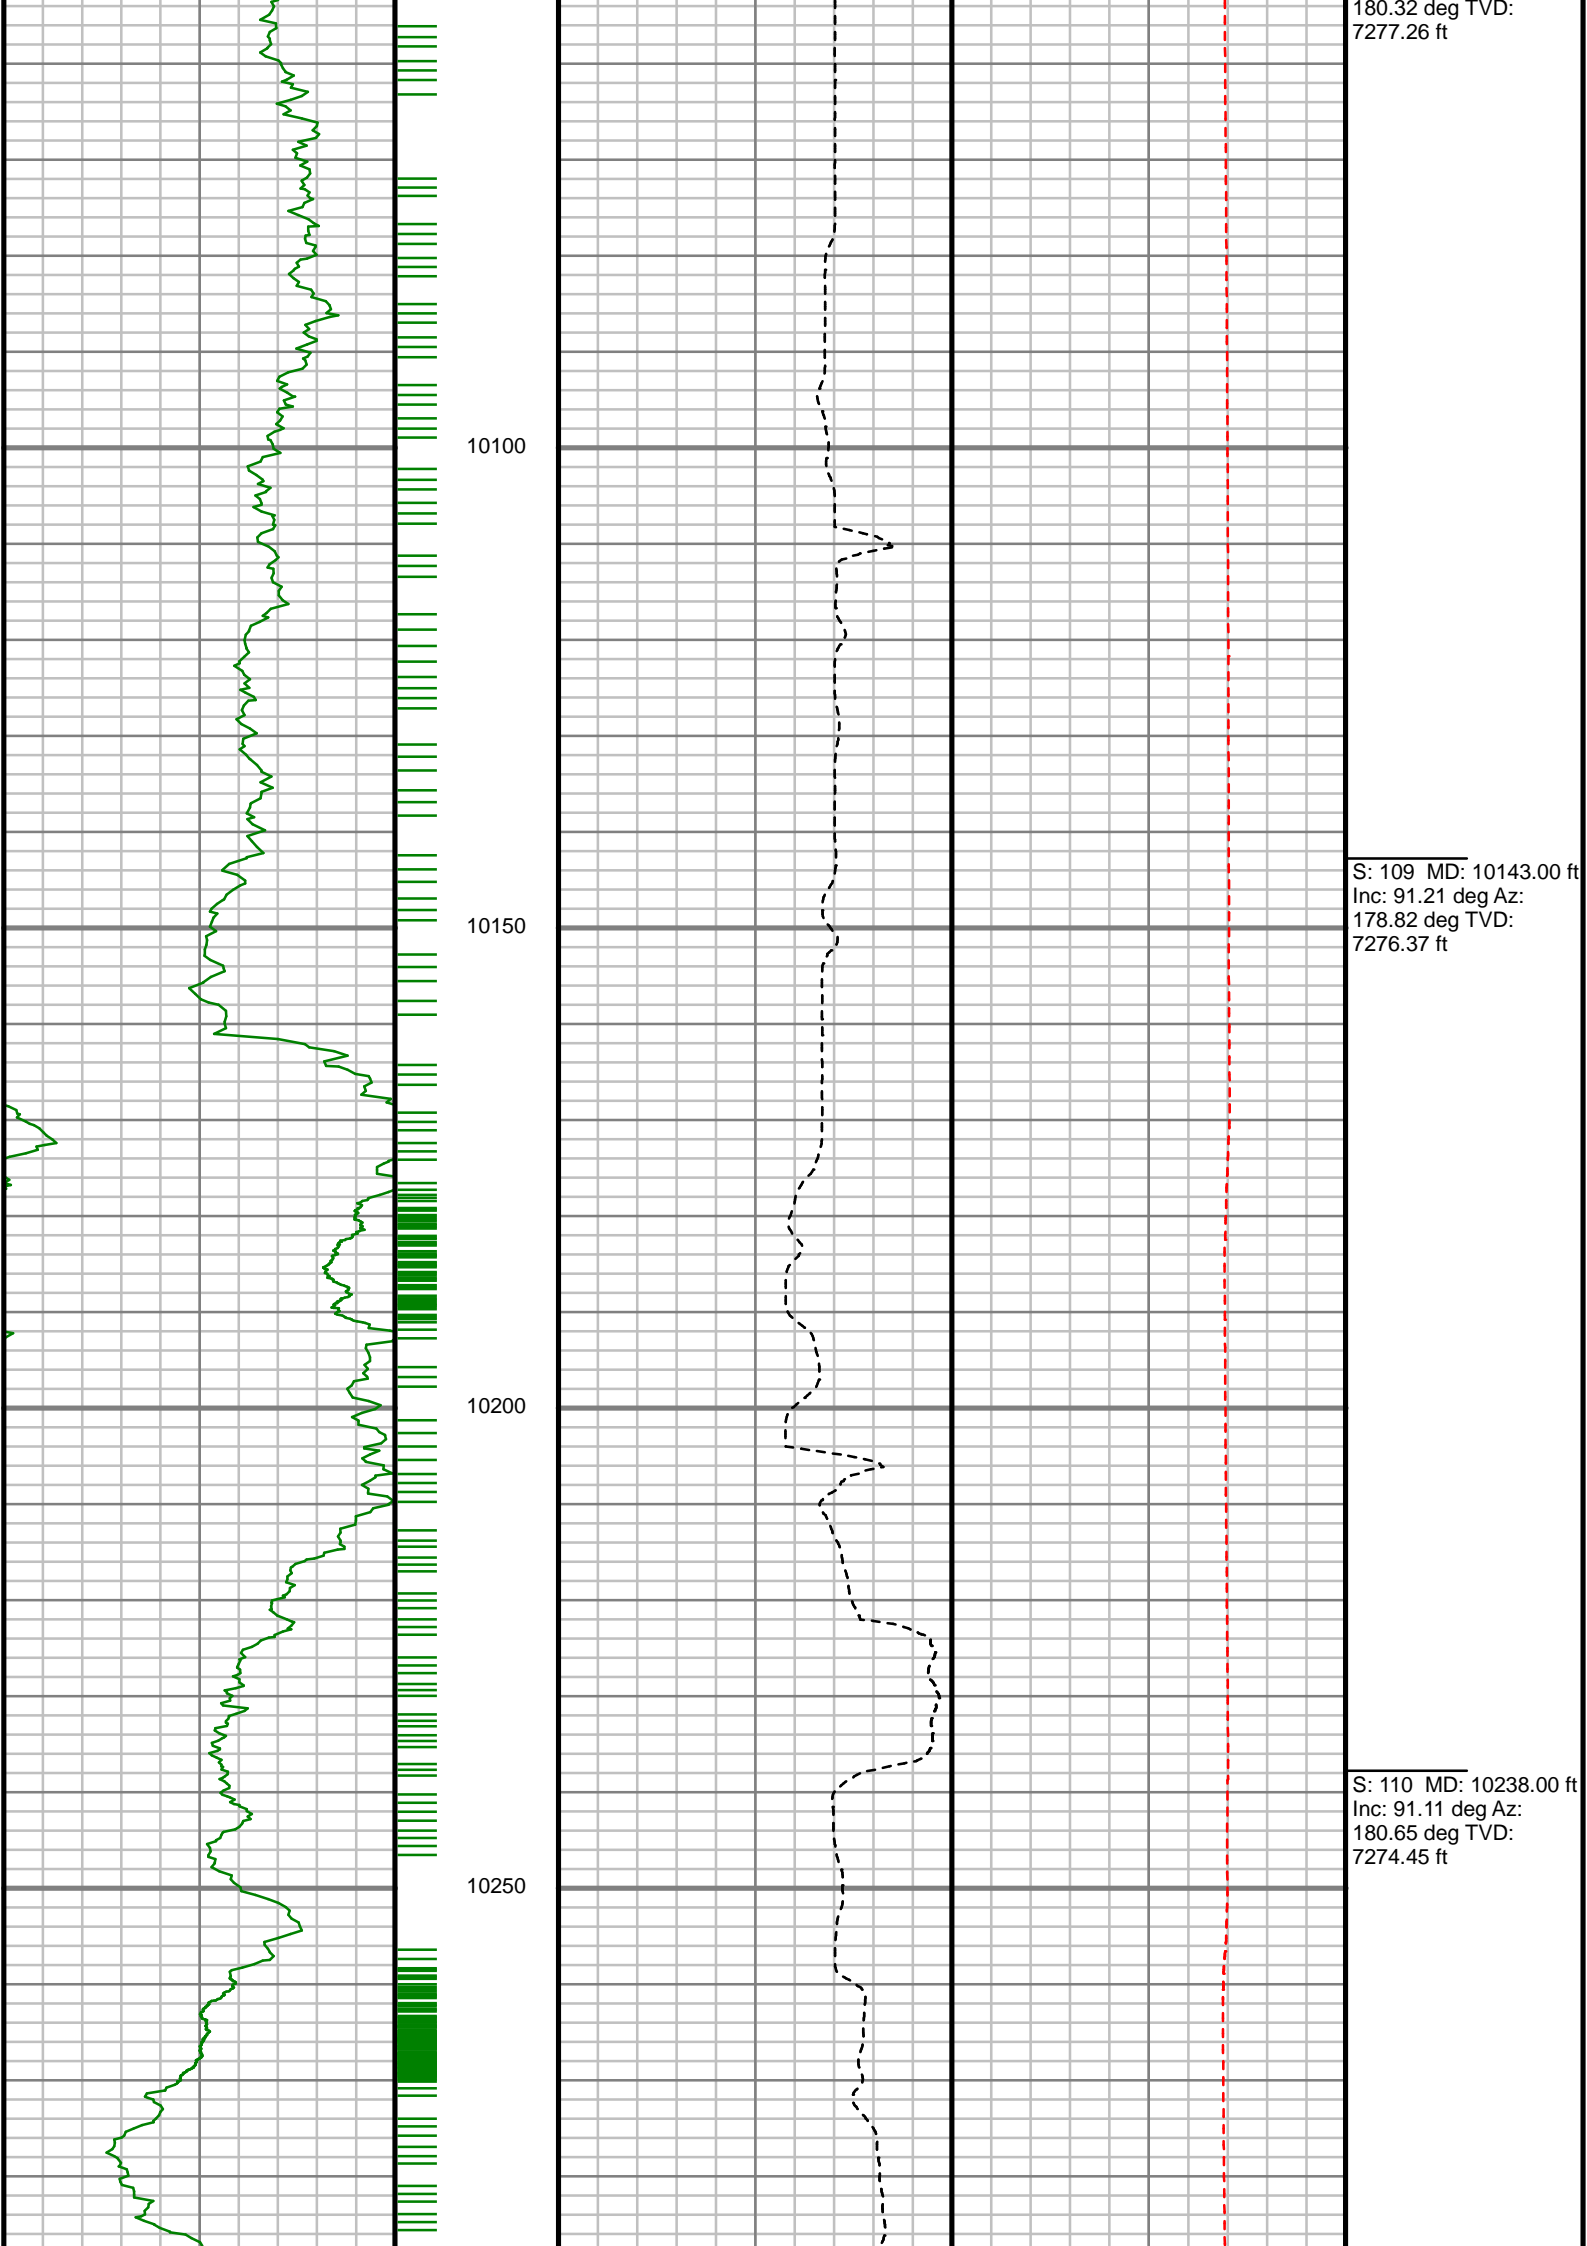 180.32 deg TVD:
7277.26 ft
10100
S: 109 MD: 10143.00 ft
Inc: 91.21 deg Az:
178.82 deg TVD:
7276.37 ft
10150
10200
S: 110 MD: 10238.00 ft
Inc: 91.11 deg Az:
180.65 deg TVD:
7274.45 ft
10250